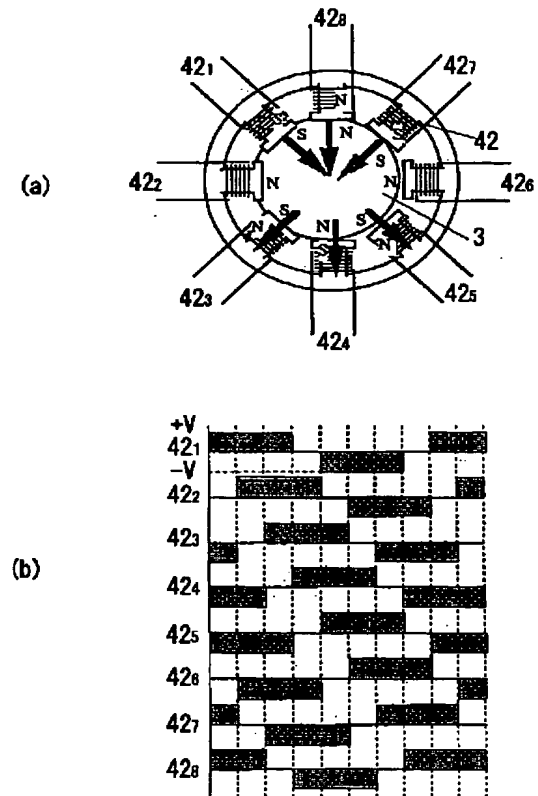 42₈
42₁ 42₇
S N S 42
S N S
(a) 42₂ N N 42₆
S S
N S N 3
42₃ 42₅
42₄
(b)
+V
42₁
−V
42₂
42₃
42₄
42₅
42₆
42₇
42₈